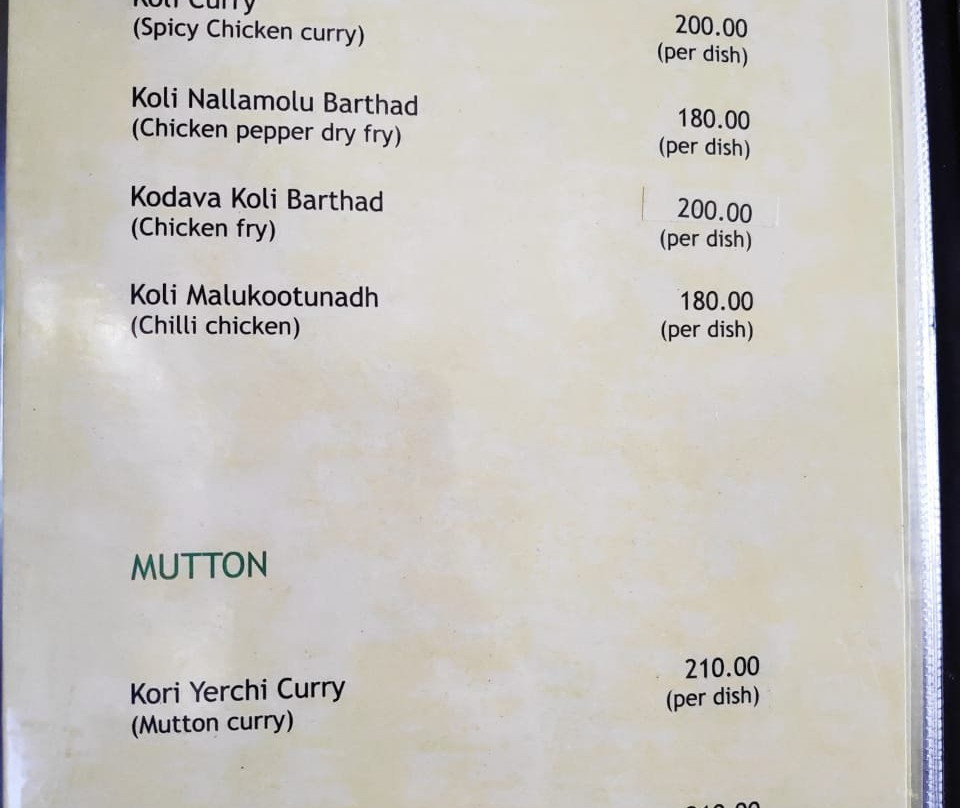 Koli Curry
(Spicy Chicken curry)
200.00
(per dish)
Koli Nallamolu Barthad
(Chicken pepper dry fry)
180.00
(per dish)
Kodava Koli Barthad
(Chicken fry)
200.00
(per dish)
Koli Malukootunadh
(Chilli chicken)
180.00
(per dish)
MUTTON
Kori Yerchi Curry
(Mutton curry)
210.00
(per dish)